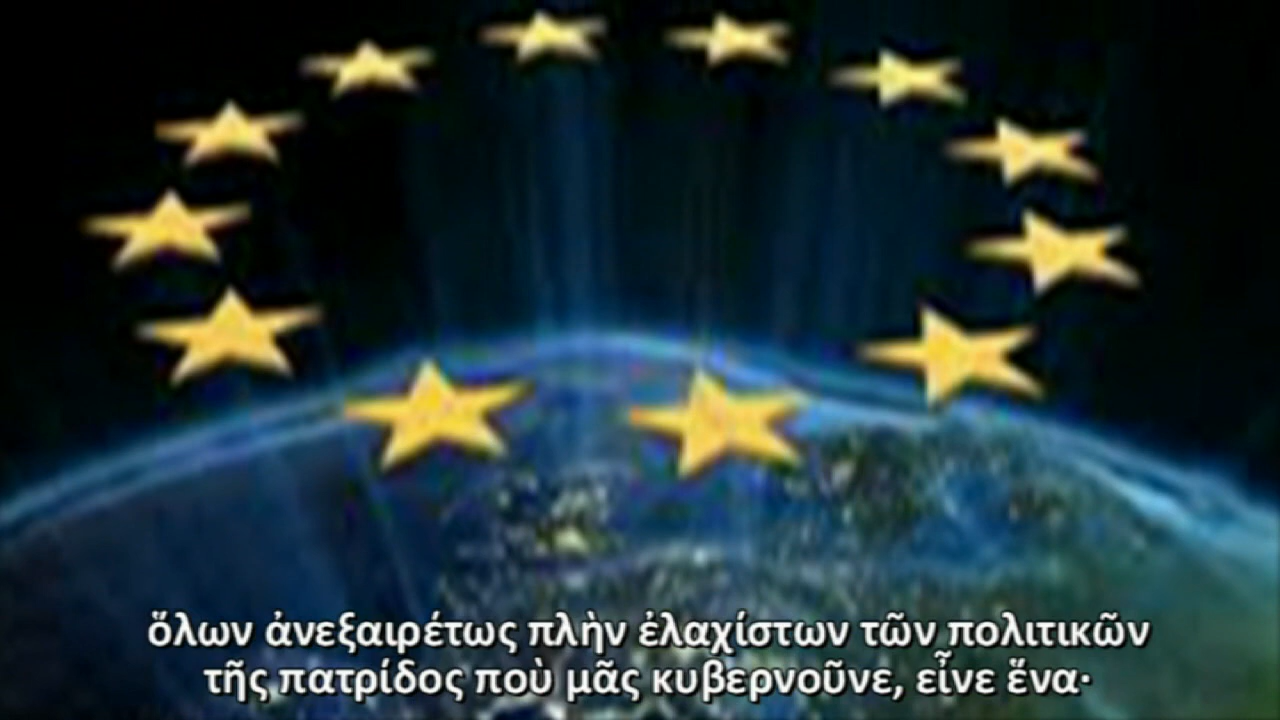 ὅλων ἀνεξαιρέτως πλὴν ἐλαχίστων τῶν πολιτικῶν
τῆς πατρίδος ποὺ μᾶς κυβερνοῦνε, εἶνε ἕνα·